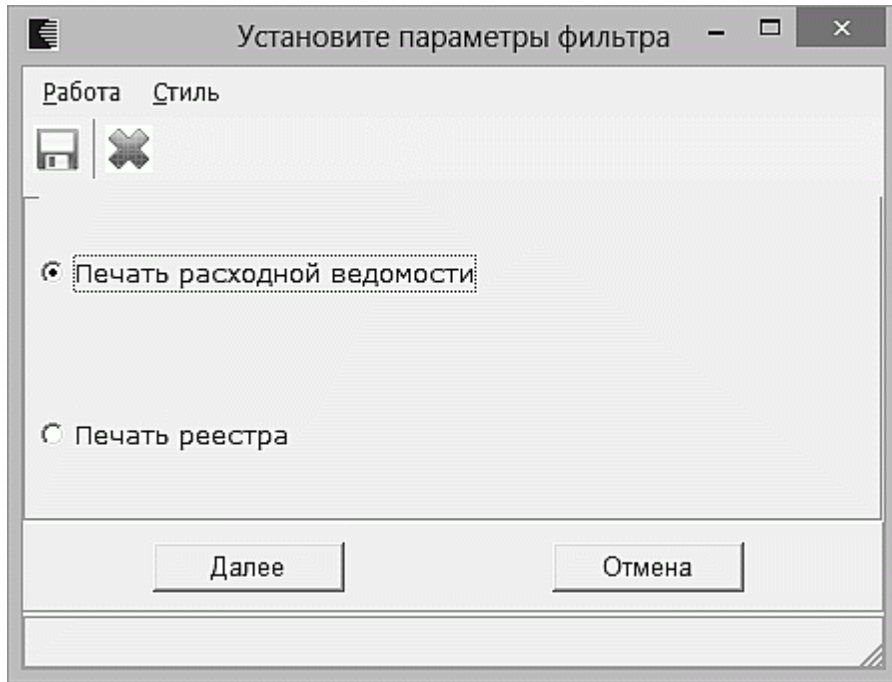 Установите параметры фильтра
Работа Стиль
Печать расходной ведомости
Печать реестра
Далее Отмена